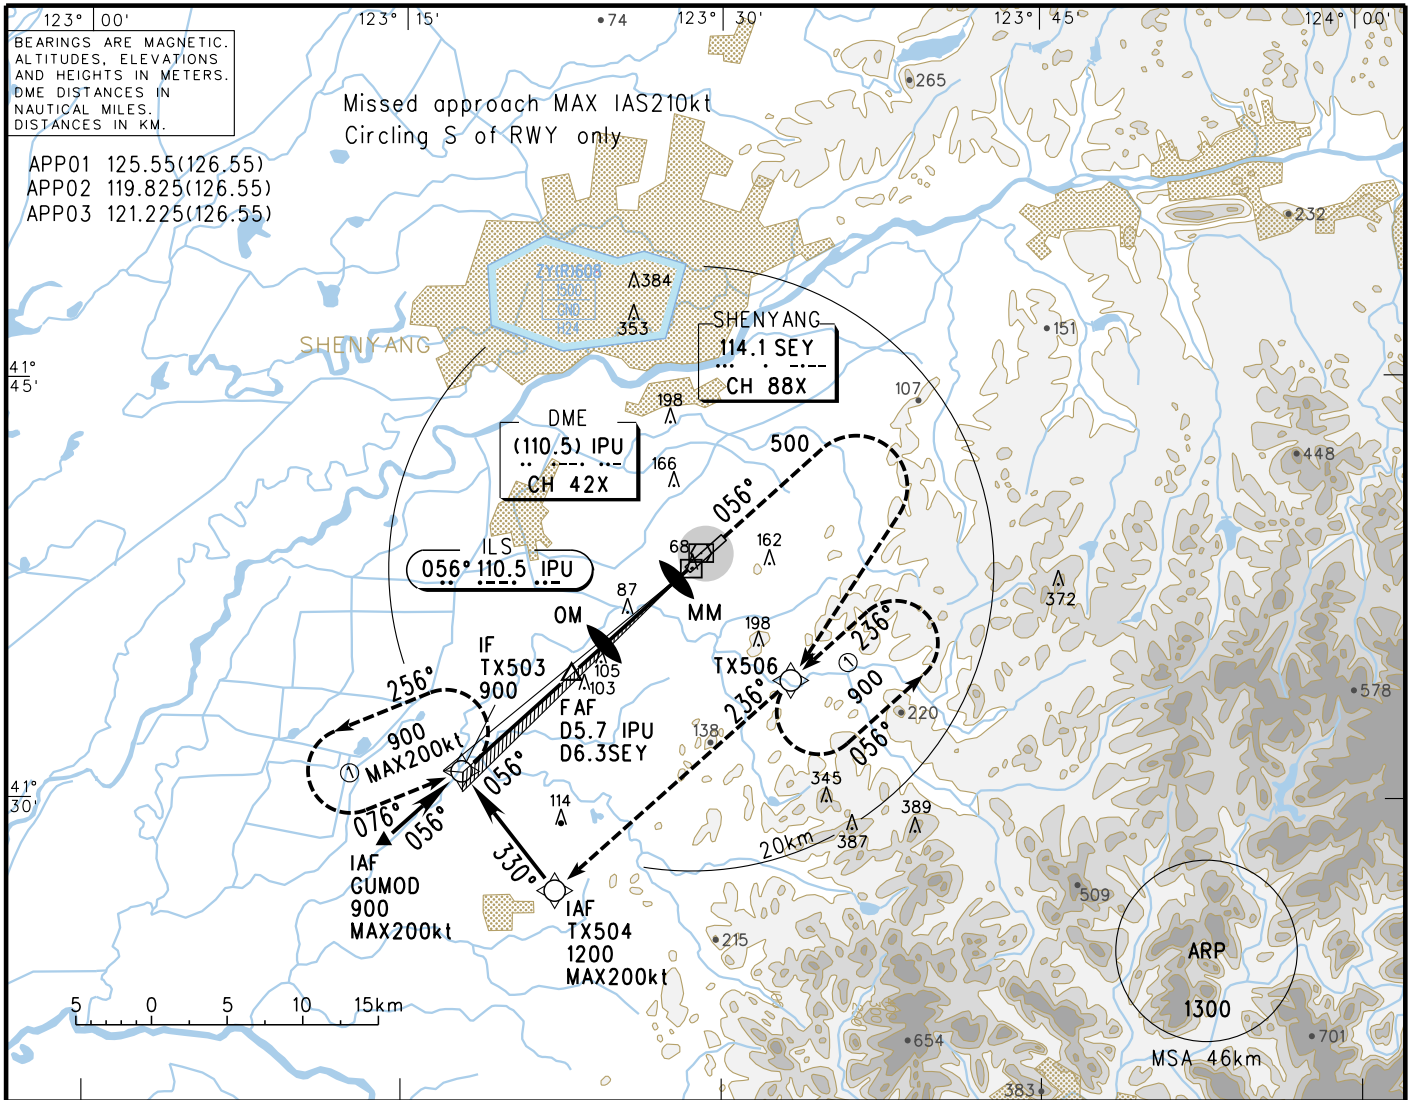 123° 00'
123° 15'
74
123° 30'
123° 45'
124° 00'
BEARINGS ARE MAGNETIC.
ALTITUDES, ELEVATIONS
AND HEIGHTS IN METERS.
DME DISTANCES IN
NAUTICAL MILES.
DISTANCES IN KM.
Missed approach MAX IAS210kt
Circling S of RWY only
APP01 125.55(126.55)
APP02 119.825(126.55)
APP03 121.225(126.55)
265
232
ZY(R)608
1500
GND
H24
384
353
SHENYANG
SHENYANG
114.1 SEY
CH 88X
151
41°
45'
107
198
DME
(110.5) IPU
CH 42X
166
500
056°
448
ILS
056° 110.5 IPU
68
162
372
87
OM
MM
198
236°
IF
TX503
900
105
103
TX506
1
900
056°
220
578
256°
900
MAX200kt
1
FAF
D5.7 IPU
D6.3SEY
236°
138
056°
076°
056°
41°
30'
114
345
387
389
20km
330°
IAF
GUMOD
900
MAX200kt
IAF
TX504
1200
MAX200kt
509
215
ARP
1300
MSA 46km
5 0 5 10 15km
654
701
383